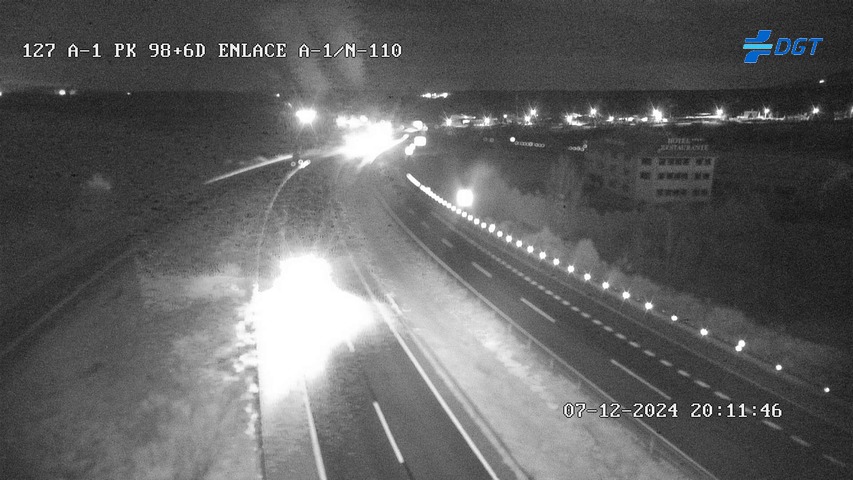 127 A-1 PK 98+6D ENLACE A-1/N-110
DGT
HOTEL
RESTAURANTE
07-12-2024 20:11:46